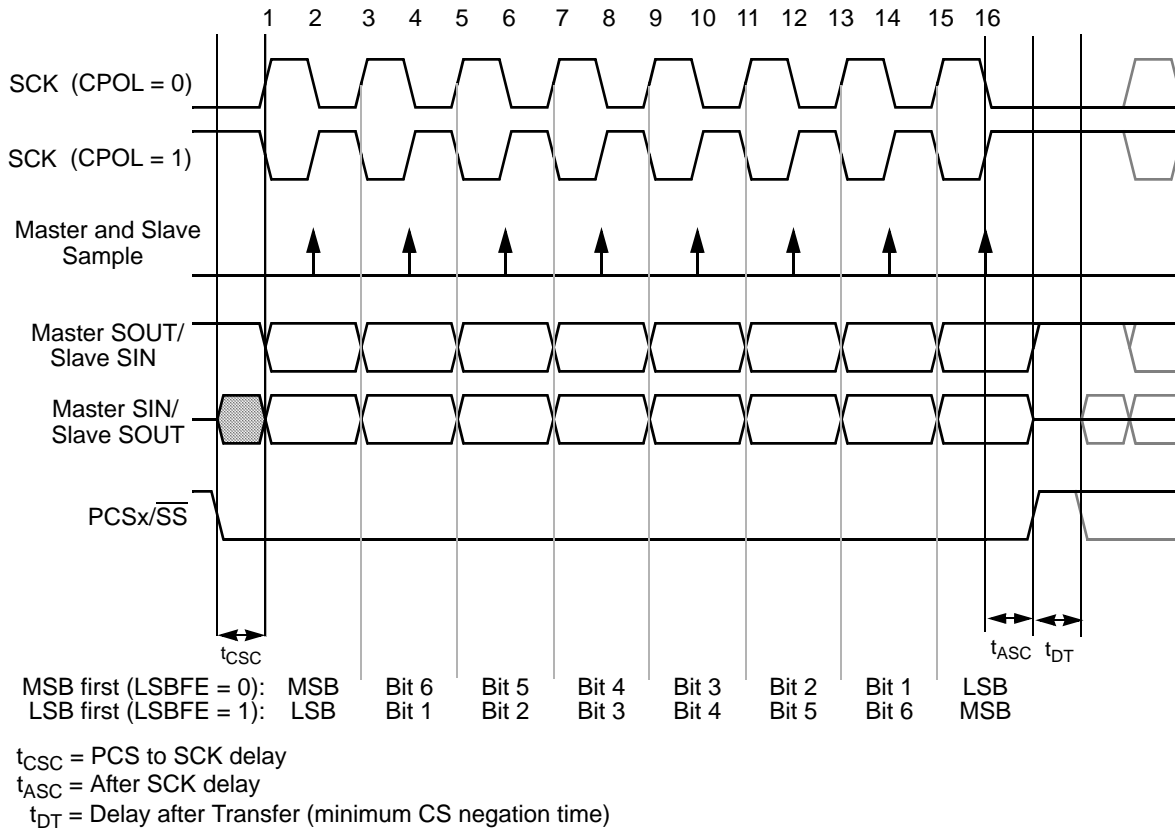 1 2 3 4 5 6 7 8 9 10 11 12 13 14 15 16
SCK (CPOL = 0)
SCK (CPOL = 1)
Master and Slave
Sample
Master SOUT/
Slave SIN
Master SIN/
Slave SOUT
PCSx/SS
tCSC
tASC tDT
MSB first (LSBFE = 0): MSB Bit 6 Bit 5 Bit 4 Bit 3 Bit 2 Bit 1 LSB
LSB first (LSBFE = 1): LSB Bit 1 Bit 2 Bit 3 Bit 4 Bit 5 Bit 6 MSB
tCSC = PCS to SCK delay
tASC = After SCK delay
tDT = Delay after Transfer (minimum CS negation time)